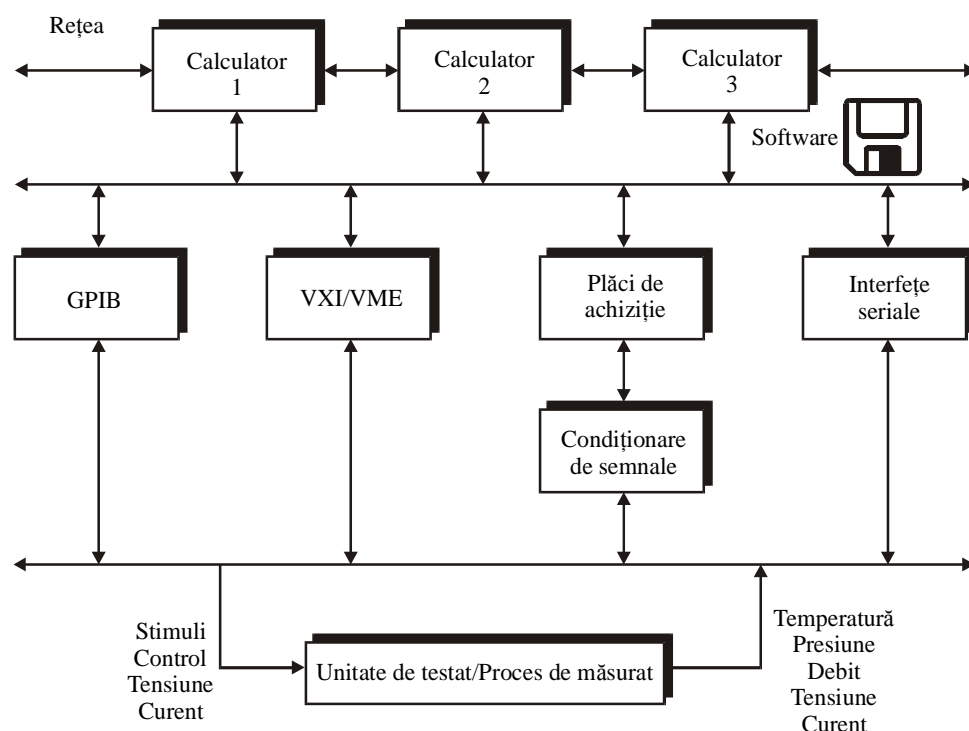 Rețea
Calculator
1
Calculator
2
Calculator
3
Software
GPIB
VXI/VME
Plăci de
achiziție
Interfețe
seriale
Condiționare
de semnale
Stimuli
Control
Tensiune
Curent
Unitate de testat/Proces de măsurat
Temperatură
Presiune
Debit
Tensiune
Curent